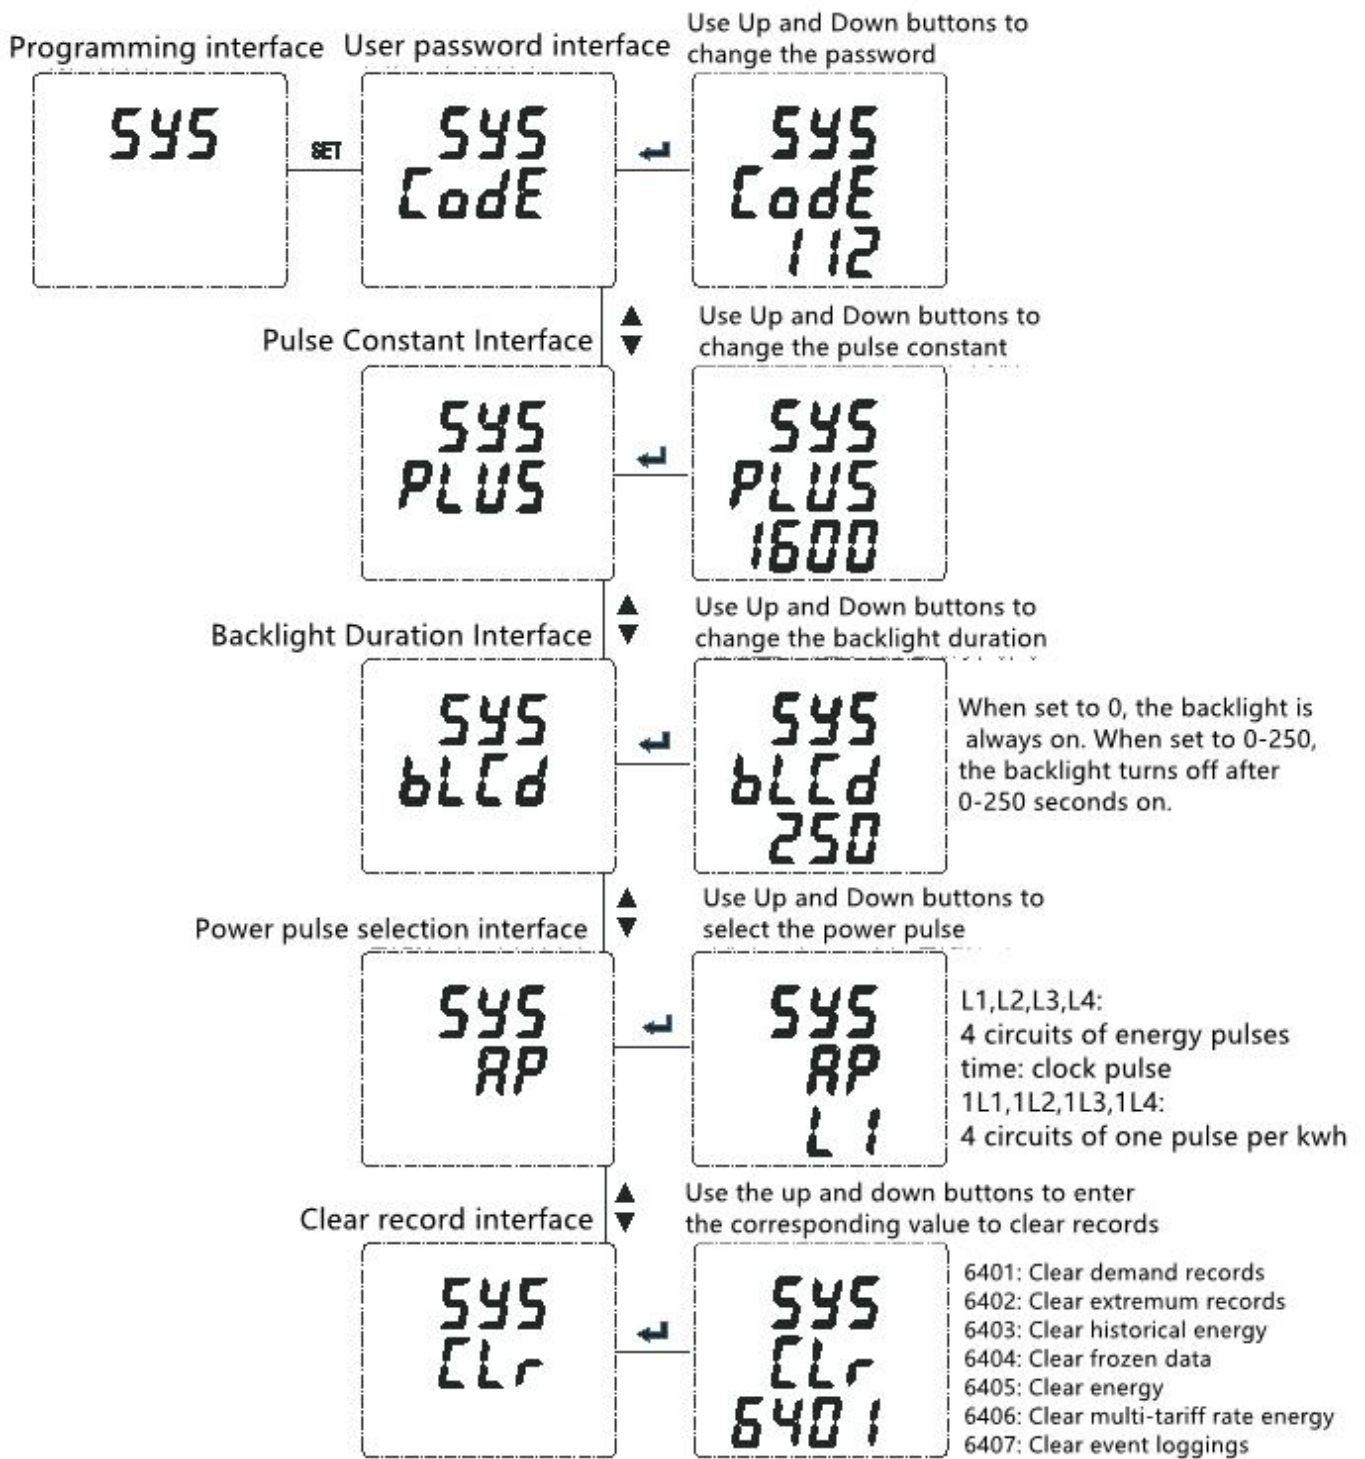 Programming interface
User password interface
Use Up and Down buttons to
change the password
SYS
SET
SYS
CodE
SYS
CodE
112
Pulse Constant Interface
Use Up and Down buttons to
change the pulse constant
SYS
PLUS
SYS
PLUS
1600
Backlight Duration Interface
Use Up and Down buttons to
change the backlight duration
SYS
bLCd
SYS
bLCd
250
When set to 0, the backlight is
always on. When set to 0-250,
the backlight turns off after
0-250 seconds on.
Power pulse selection interface
Use Up and Down buttons to
select the power pulse
SYS
AP
SYS
AP
L1
L1,L2,L3,L4:
4 circuits of energy pulses
time: clock pulse
1L1,1L2,1L3,1L4:
4 circuits of one pulse per kwh
Clear record interface
Use the up and down buttons to enter
the corresponding value to clear records
SYS
CLr
SYS
CLr
6401
6401: Clear demand records
6402: Clear extremum records
6403: Clear historical energy
6404: Clear frozen data
6405: Clear energy
6406: Clear multi-tariff rate energy
6407: Clear event loggings